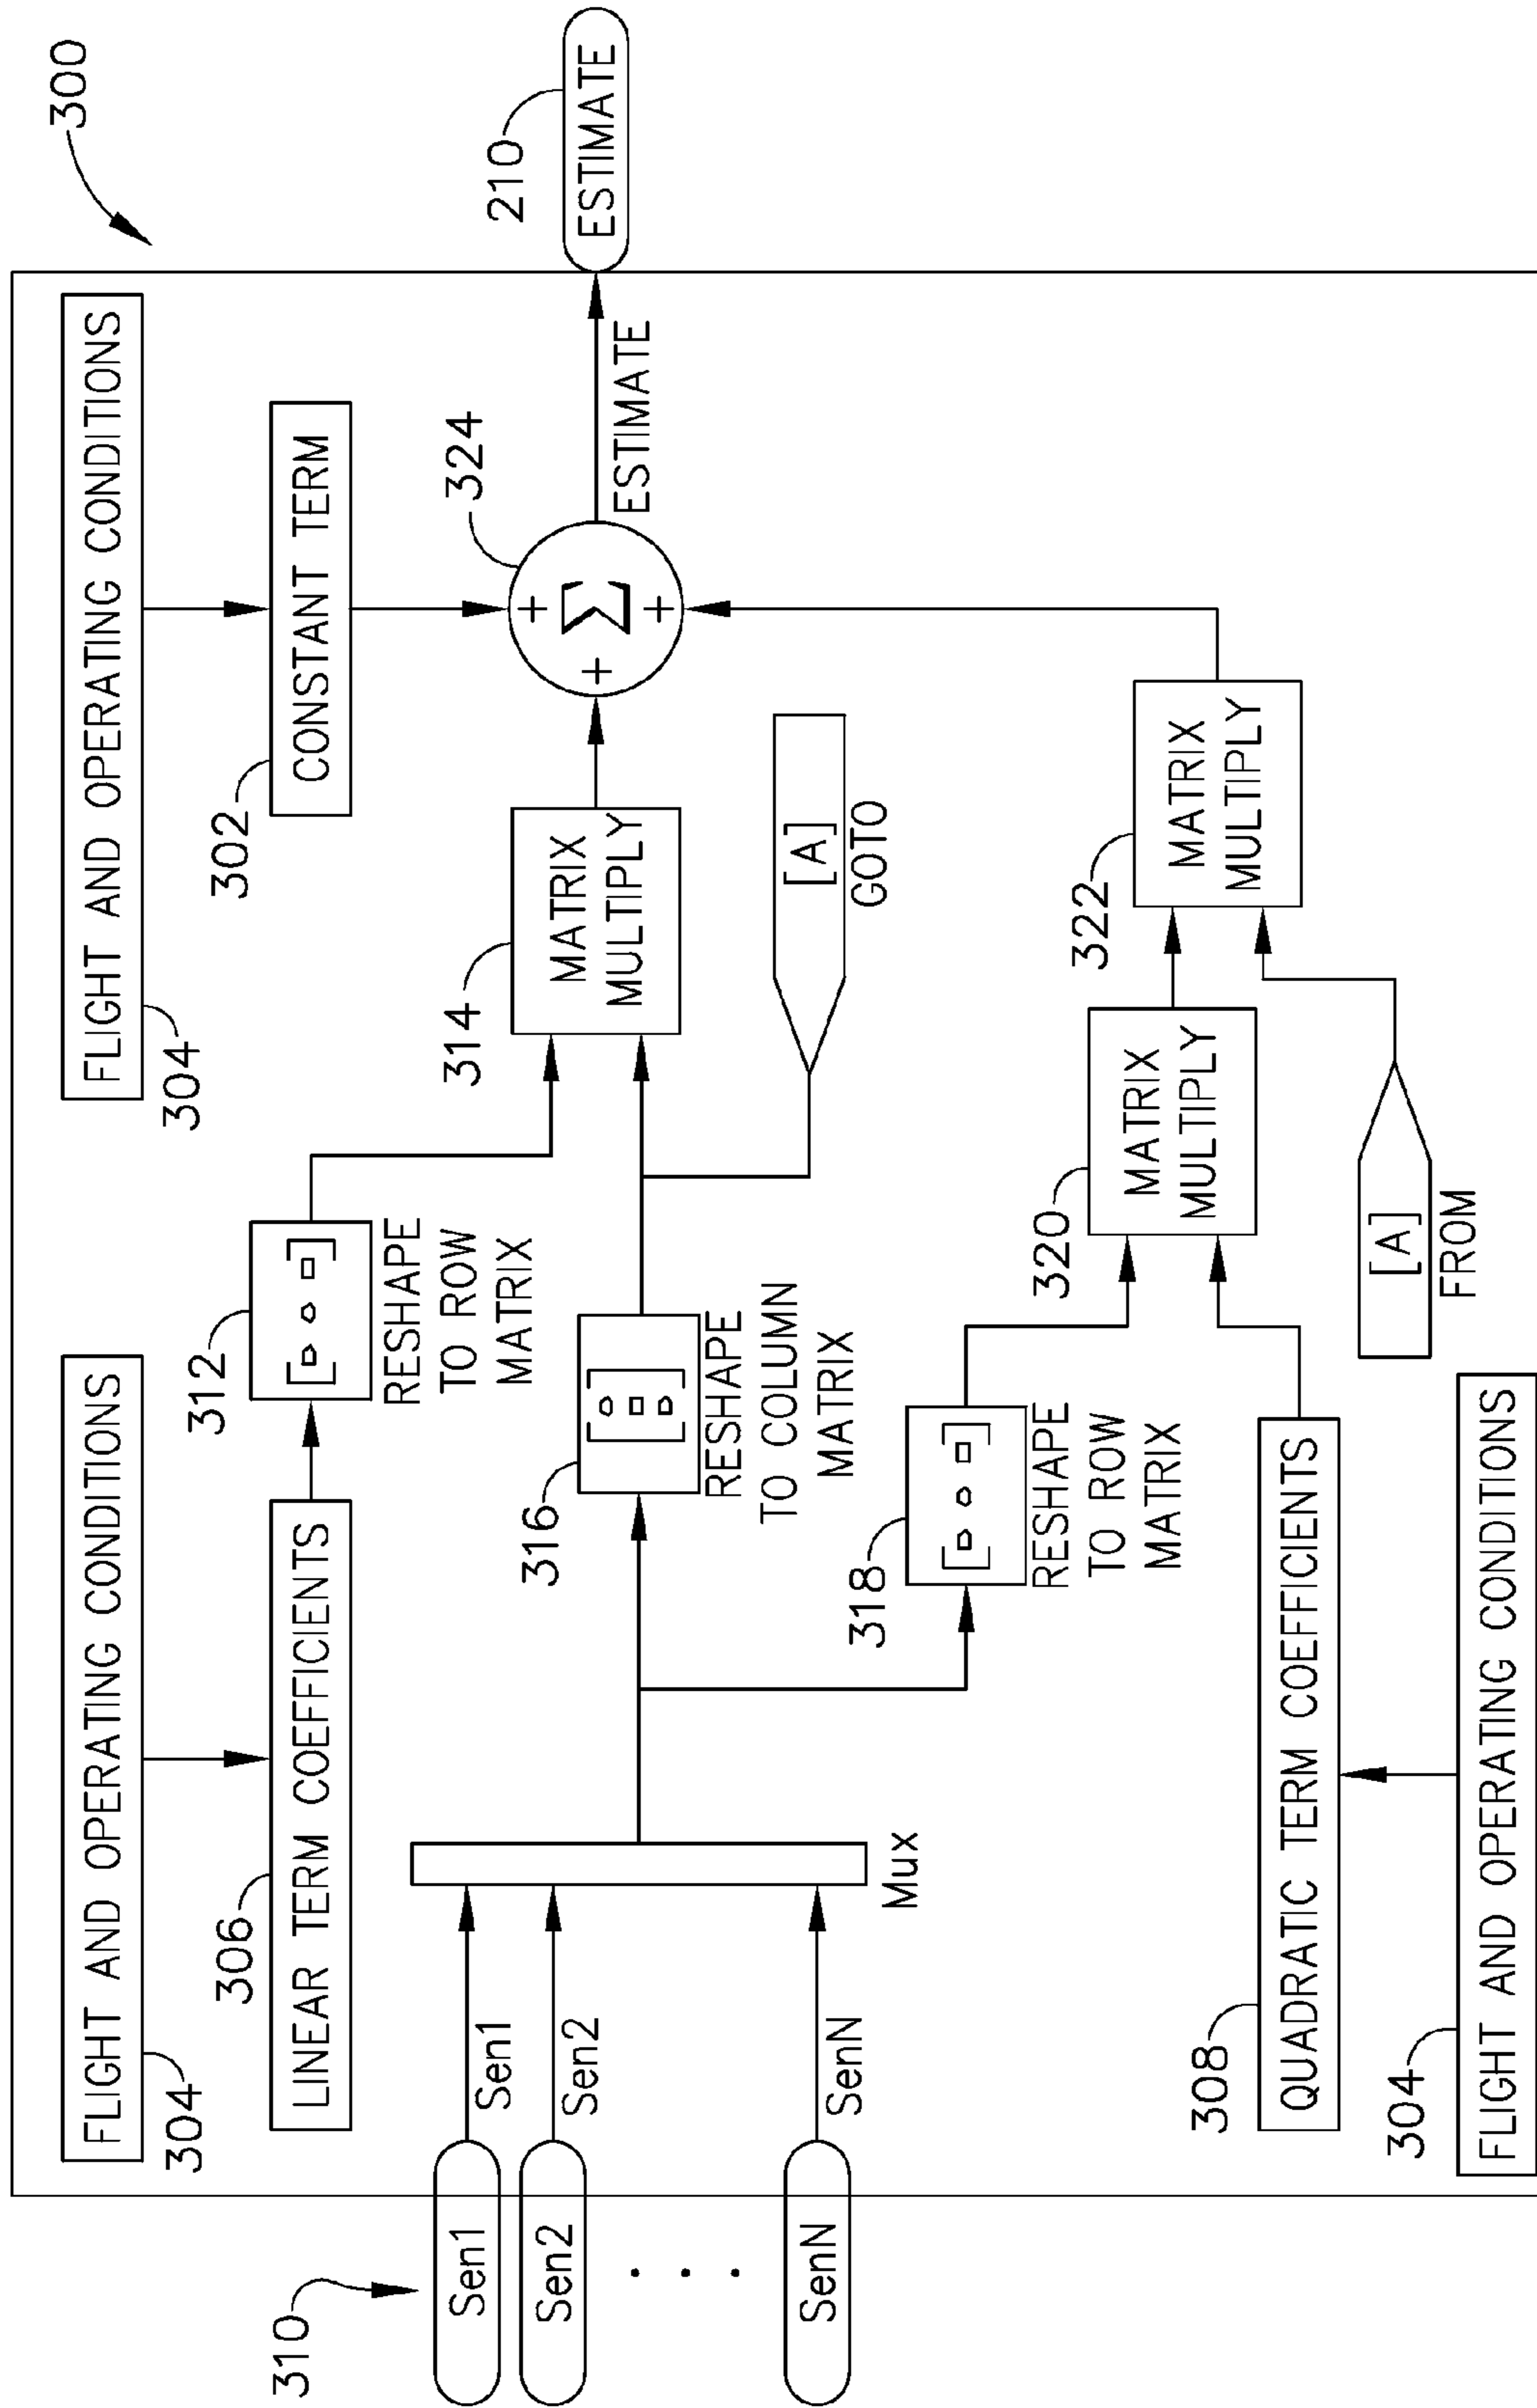 300
FLIGHT AND OPERATING CONDITIONS
304
FLIGHT AND OPERATING CONDITIONS
304
306
LINEAR TERM COEFFICIENTS
312
RESHAPE
TO ROW
MATRIX
302
CONSTANT TERM
310
Sen1
Sen1
Sen2
Sen2
SenN
SenN
Mux
316
RESHAPE
TO COLUMN
MATRIX
314
MATRIX
MULTIPLY
324
+
+ Σ
+
ESTIMATE
210
ESTIMATE
[A]
GOTO
318
RESHAPE
TO ROW
MATRIX
320
MATRIX
MULTIPLY
322
MATRIX
MULTIPLY
308
QUADRATIC TERM COEFFICIENTS
[A]
FROM
304
FLIGHT AND OPERATING CONDITIONS